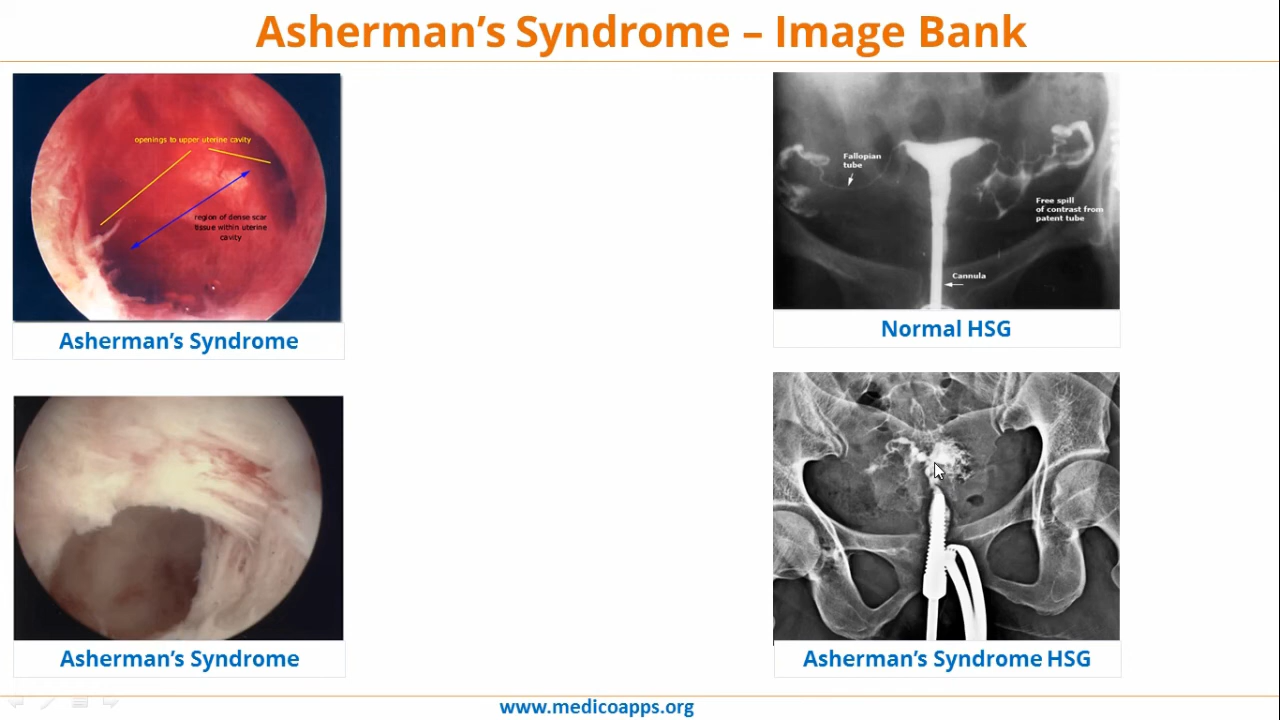 Asherman's Syndrome – Image Bank
openings to upper uterine cavity
region of dense scar
tissue within uterine
cavity
Asherman's Syndrome
Fallopian
tube
Free spill
of contrast from
patent tube
Cannula
Normal HSG
Asherman's Syndrome
Asherman's Syndrome HSG
www.medicoapps.org